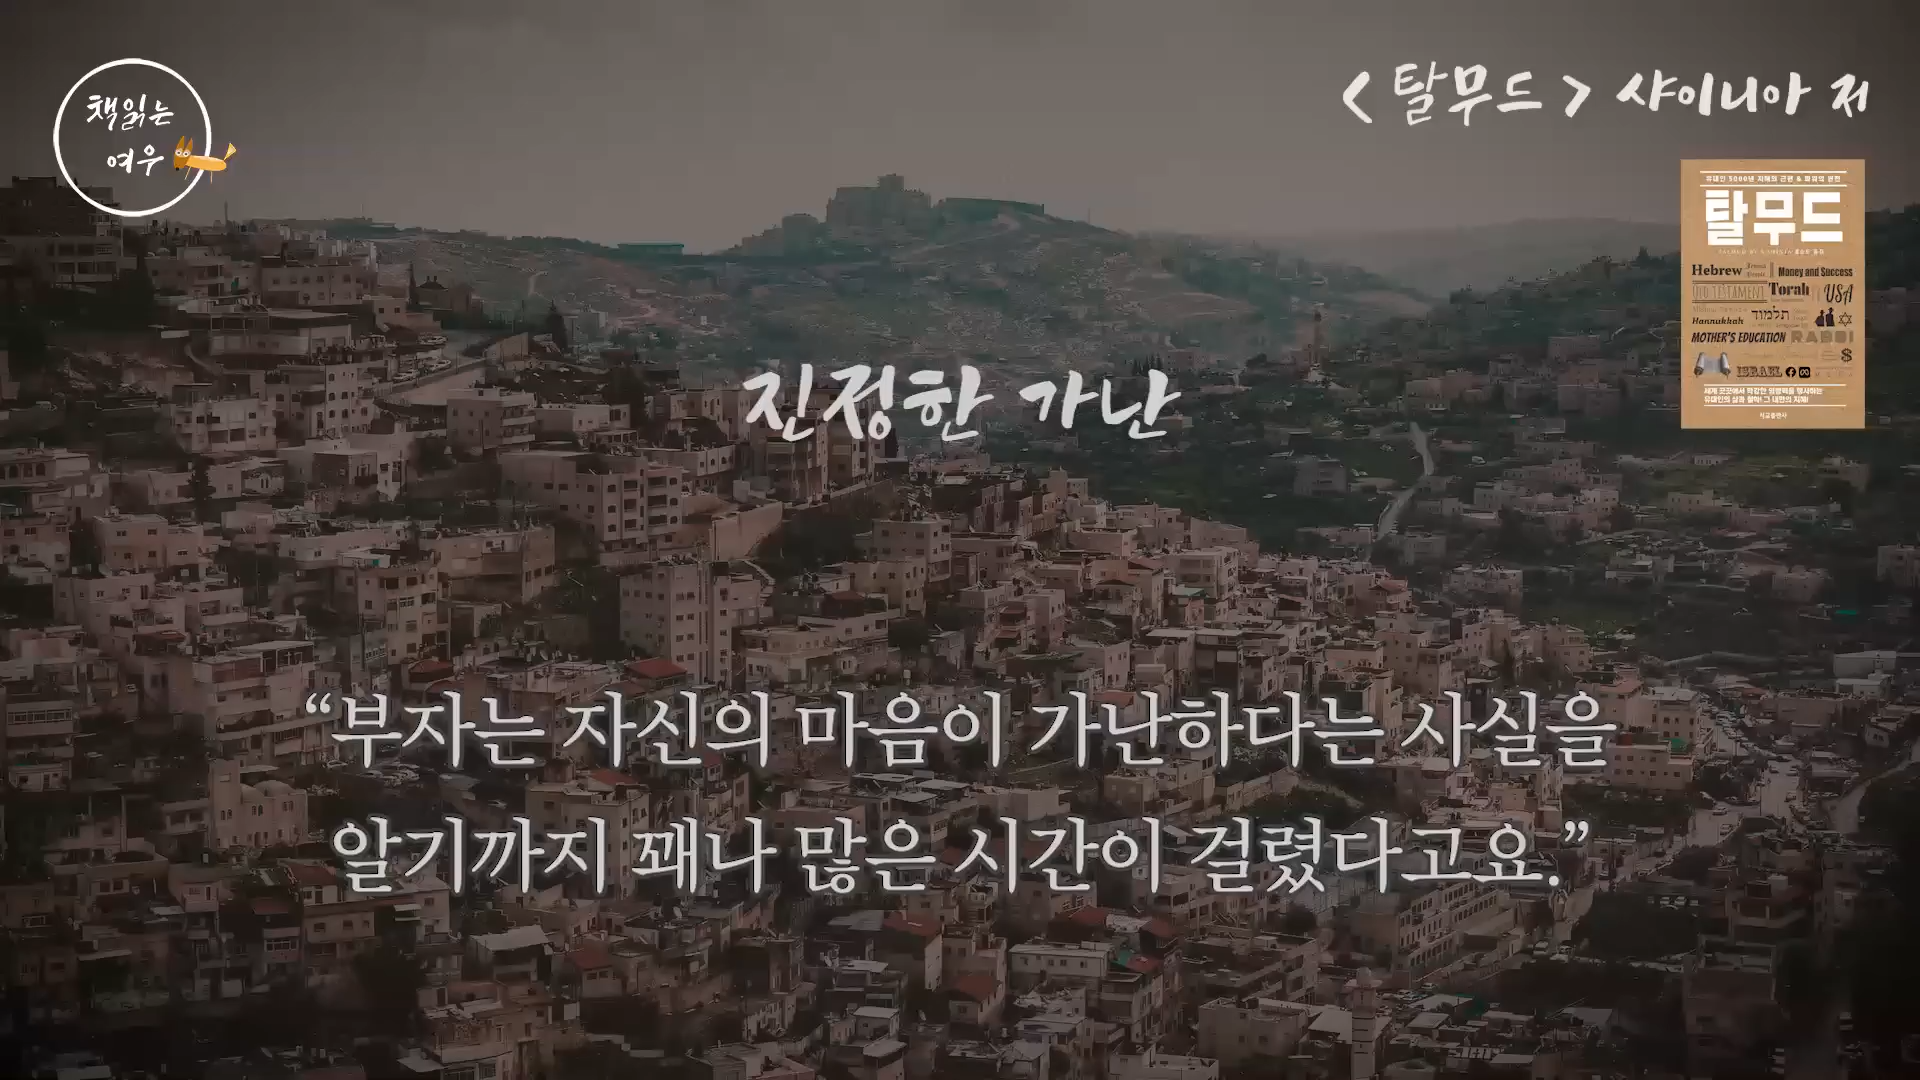 책읽는
여우
<탈무드> 샤이니아 저
탈무드
Hebrew
Money and Success
OLD TESTAMENT
Torah
USA
Hannukkah
תלמוד
MOTHER'S EDUCATION
RABBI
$
ISRAEL
진정한 가난
“부자는 자신의 마음이 가난하다는 사실을
알기까지 꽤나 많은 시간이 걸렸다고요.”